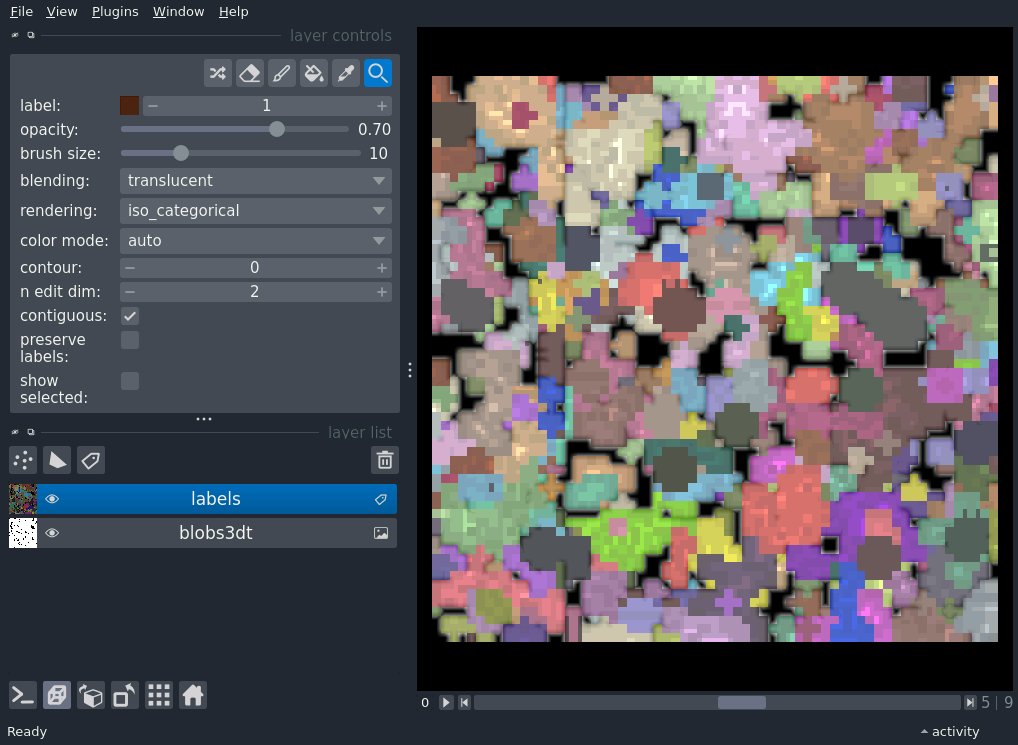 File View Plugins Window Help
layer controls
label: 1
opacity: 0.70
brush size: 10
blending: translucent
rendering: iso_categorical
color mode: auto
contour: 0
n edit dim: 2
contiguous:
preserve
labels:
show
selected:
layer list
labels
blobs3dt
0 5 | 9
Ready activity